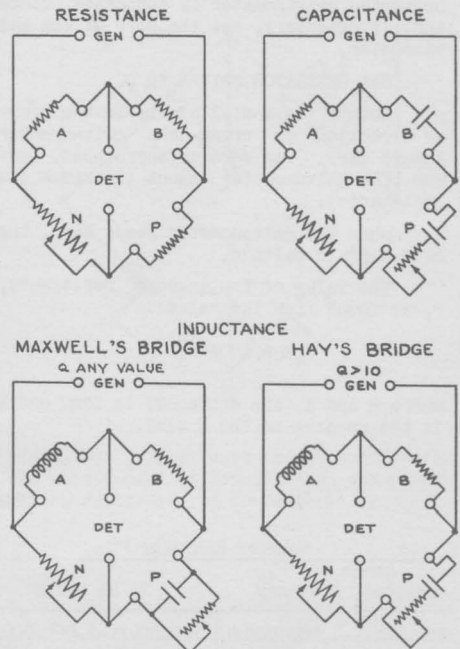 RESISTANCE
GEN
A
B
DET
N
P
CAPACITANCE
GEN
A
B
DET
N
P
INDUCTANCE
MAXWELL'S BRIDGE
Q ANY VALUE
GEN
A
B
DET
N
P
HAY'S BRIDGE
Q>10
GEN
A
B
DET
N
P